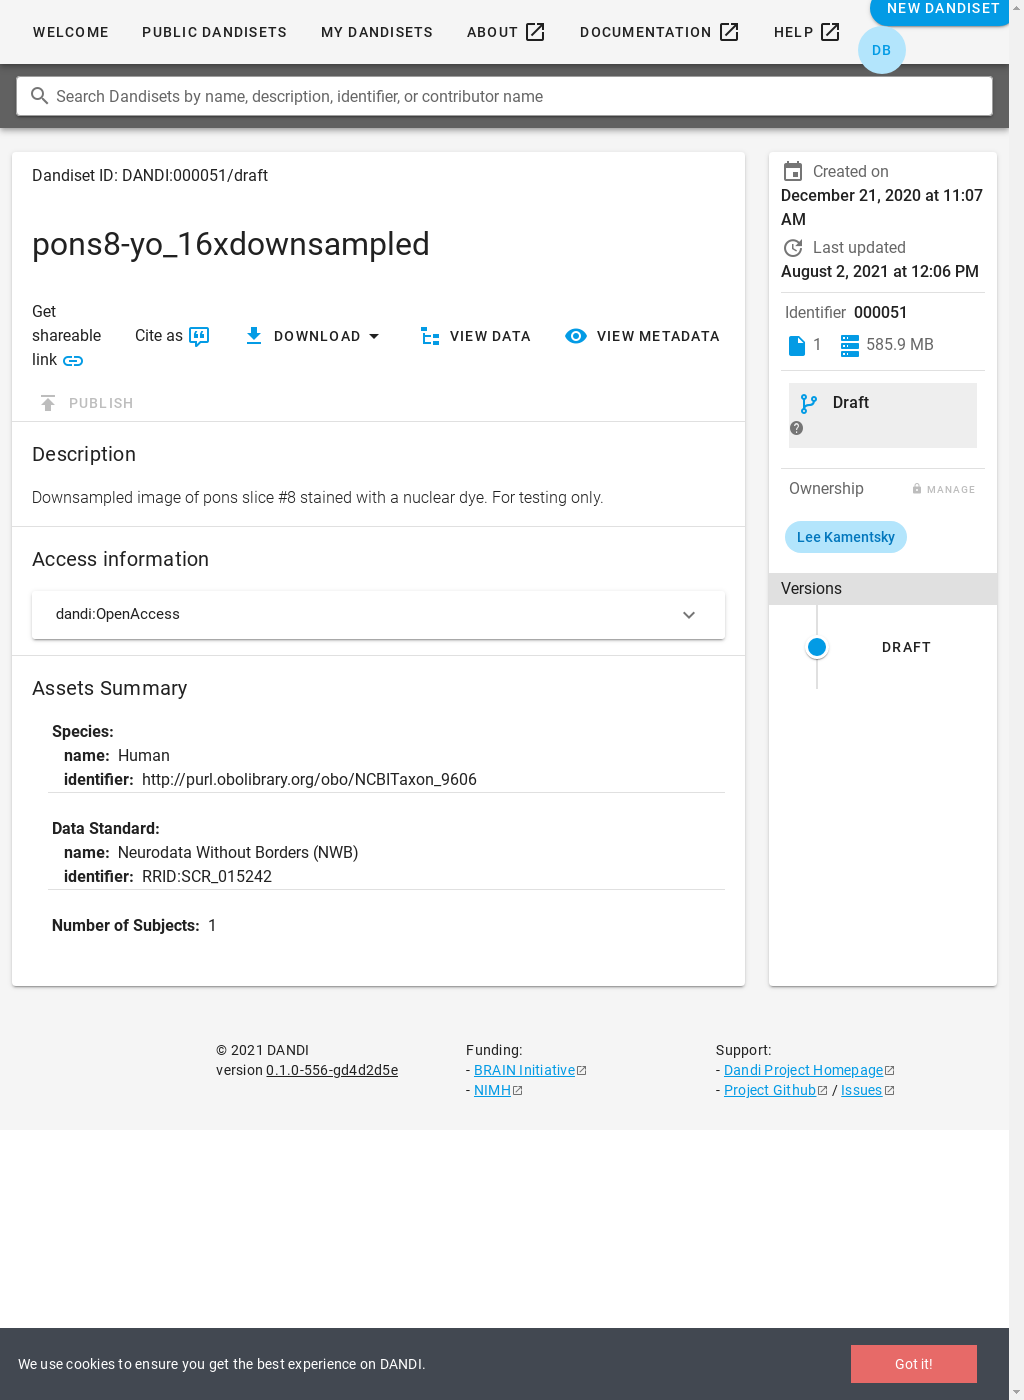 NEW DANDISET
WELCOME PUBLIC DANDISETS MY DANDISETS ABOUT DOCUMENTATION HELP
DB
Search Dandisets by name, description, identifier, or contributor name
Dandiset ID: DANDI:000051/draft
pons8-yo_16xdownsampled
Get
shareable
link
Cite as
DOWNLOAD
VIEW DATA
VIEW METADATA
PUBLISH
Description
Downsampled image of pons slice #8 stained with a nuclear dye. For testing only.
Access information
dandi:OpenAccess
Assets Summary
Species:
name: Human
identifier: http://purl.obolibrary.org/obo/NCBITaxon_9606
Data Standard:
name: Neurodata Without Borders (NWB)
identifier: RRID:SCR_015242
Number of Subjects: 1
Created on
December 21, 2020 at 11:07
AM
Last updated
August 2, 2021 at 12:06 PM
Identifier 000051
1 585.9 MB
Draft
Ownership MANAGE
Lee Kamentsky
Versions
DRAFT
© 2021 DANDI
version 0.1.0-556-gd4d2d5e
Funding:
- BRAIN Initiative
- NIMH
Support:
- Dandi Project Homepage
- Project Github / Issues
We use cookies to ensure you get the best experience on DANDI.
Got it!